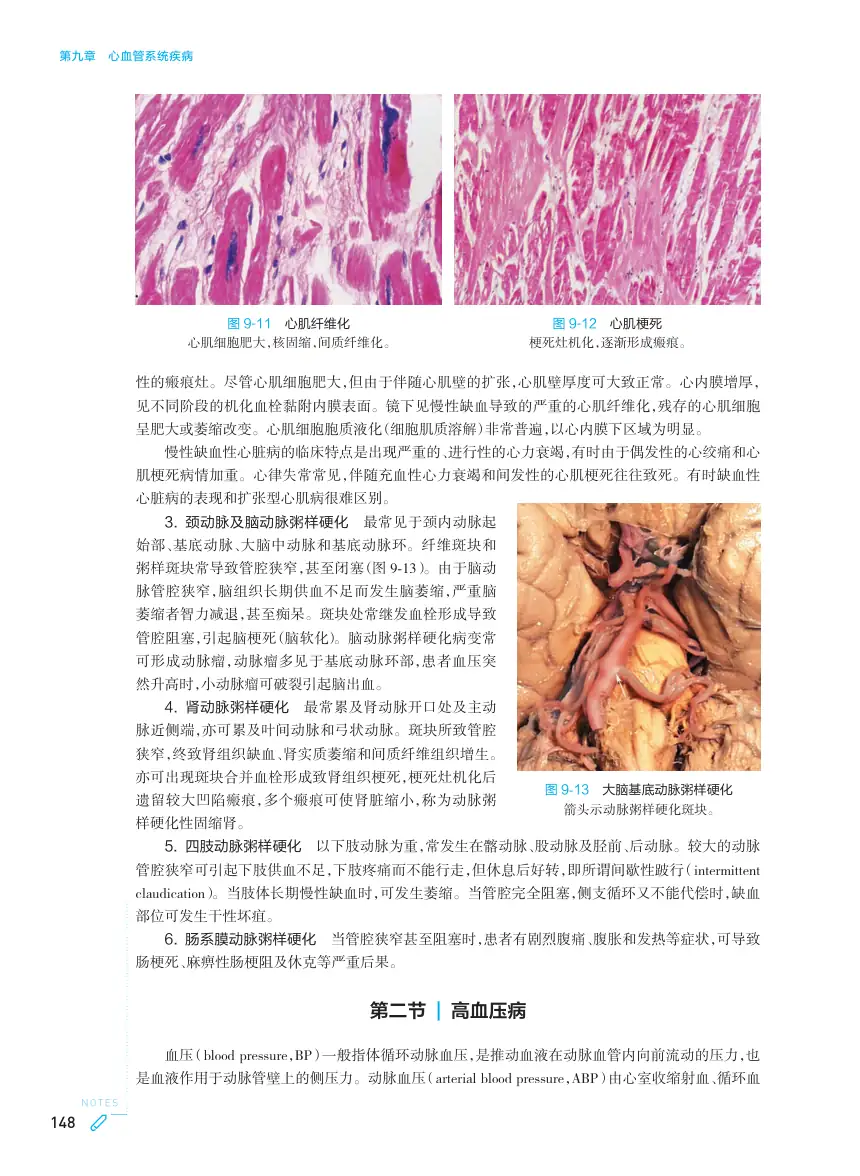 第九章 心血管系统疾病
图 9-11 心肌纤维化
心肌细胞肥大,核固缩,间质纤维化。
图 9-12 心肌梗死
梗死灶机化,逐渐形成瘢痕。
性的瘢痕灶。尽管心肌细胞肥大,但由于伴随心肌壁的扩张,心肌壁厚度可大致正常。心内膜增厚,
见不同阶段的机化血栓黏附内膜表面。镜下见慢性缺血导致的严重的心肌纤维化,残存的心肌细胞
呈肥大或萎缩改变。心肌细胞胞质液化(细胞肌质溶解)非常普遍,以心内膜下区域为明显。
慢性缺血性心脏病的临床特点是出现严重的、进行性的心力衰竭,有时由于偶发性的心绞痛和心
肌梗死病情加重。心律失常常见,伴随充血性心力衰竭和间发性的心肌梗死往往致死。有时缺血性
心脏病的表现和扩张型心肌病很难区别。
3. 颈动脉及脑动脉粥样硬化 最常见于颈内动脉起
始部、基底动脉、大脑中动脉和基底动脉环。纤维斑块和
粥样斑块常导致管腔狭窄,甚至闭塞(图 9-13)。由于脑动
脉管腔狭窄,脑组织长期供血不足而发生脑萎缩,严重脑
萎缩者智力减退,甚至痴呆。斑块处常继发血栓形成导致
管腔阻塞,引起脑梗死(脑软化)。脑动脉粥样硬化病变常
可形成动脉瘤,动脉瘤多见于基底动脉环部,患者血压突
然升高时,小动脉瘤可破裂引起脑出血。
4. 肾动脉粥样硬化 最常累及肾动脉开口处及主动
脉近侧端,亦可累及叶间动脉和弓状动脉。斑块所致管腔
狭窄,终致肾组织缺血、肾实质萎缩和间质纤维组织增生。
亦可出现斑块合并血栓形成致肾组织梗死,梗死灶机化后
遗留较大凹陷瘢痕,多个瘢痕可使肾脏缩小,称为动脉粥
样硬化性固缩肾。
图 9-13 大脑基底动脉粥样硬化
箭头示动脉粥样硬化斑块。
5. 四肢动脉粥样硬化 以下肢动脉为重,常发生在髂动脉、股动脉及胫前、后动脉。较大的动脉
管腔狭窄可引起下肢供血不足,下肢疼痛而不能行走,但休息后好转,即所谓间歇性跛行(intermittent
claudication)。当肢体长期慢性缺血时,可发生萎缩。当管腔完全阻塞,侧支循环又不能代偿时,缺血
部位可发生干性坏疽。
6. 肠系膜动脉粥样硬化 当管腔狭窄甚至阻塞时,患者有剧烈腹痛、腹胀和发热等症状,可导致
肠梗死、麻痹性肠梗阻及休克等严重后果。
第二节 | 高血压病
血压(blood pressure,BP)一般指体循环动脉血压,是推动血液在动脉血管内向前流动的压力,也
是血液作用于动脉管壁上的侧压力。动脉血压(arterial blood pressure,ABP)由心室收缩射血、循环血
NOTES
148